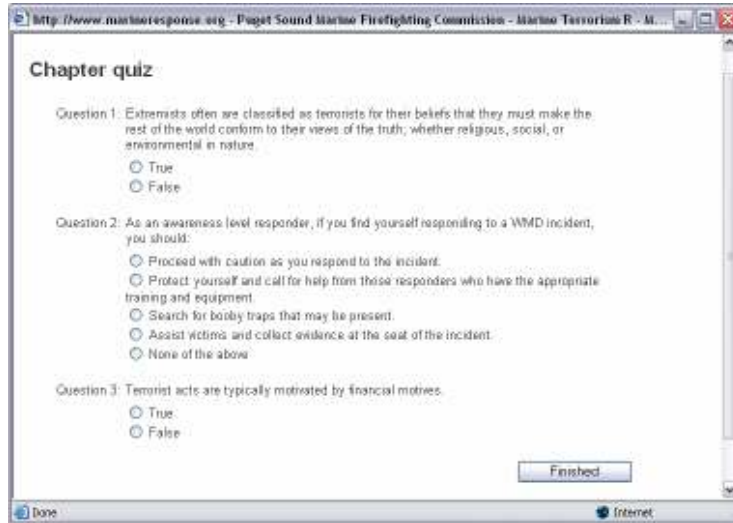 http://www.marineresponse.org - Puget Sound Marine Firefighting Commission - Marine Terrorism R - M...
Chapter quiz
Question 1: Extremists often are classified as terrorists for their beliefs that they must make the
rest of the world conform to their views of the truth; whether religious, social, or
environmental in nature.
True
False
Question 2: As an awareness level responder, if you find yourself responding to a WMD incident,
you should:
Proceed with caution as you respond to the incident.
Protect yourself and call for help from those responders who have the appropriate
training and equipment.
Search for booby traps that may be present.
Assist victims and collect evidence at the seat of the incident.
None of the above
Question 3: Terrorist acts are typically motivated by financial motives.
True
False
Finished
Done
Internet